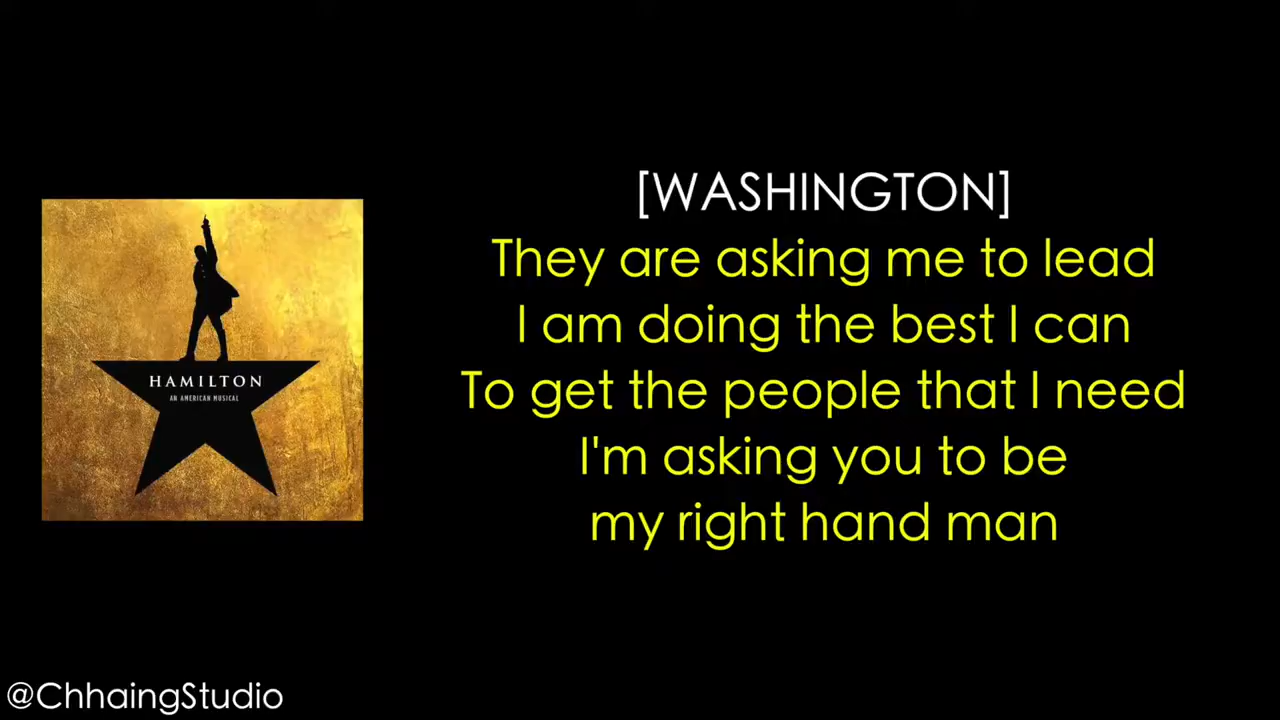 [WASHINGTON]
They are asking me to lead
I am doing the best I can
To get the people that I need
I'm asking you to be
my right hand man
HAMILTON
AN AMERICAN MUSICAL
@ChhaingStudio